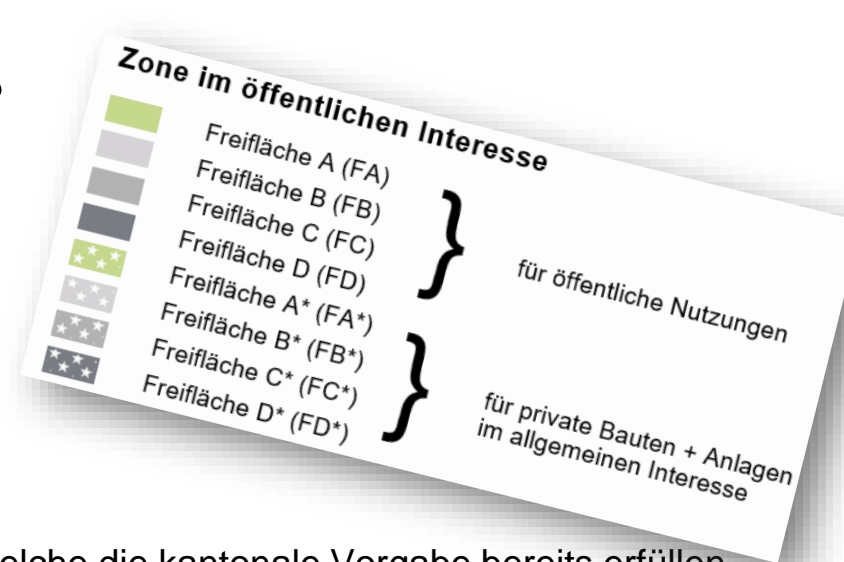 Zone im öffentlichen Interesse
Freifläche A (FA)
Freifläche B (FB)
Freifläche C (FC)
Freifläche D (FD)
für öffentliche Nutzungen
Freifläche A* (FA*)
Freifläche B* (FB*)
Freifläche C* (FC*)
Freifläche D* (FD*)
für private Bauten + Anlagen
im allgemeinen Interesse
die kantonale Vorgabe bereits erfüllen